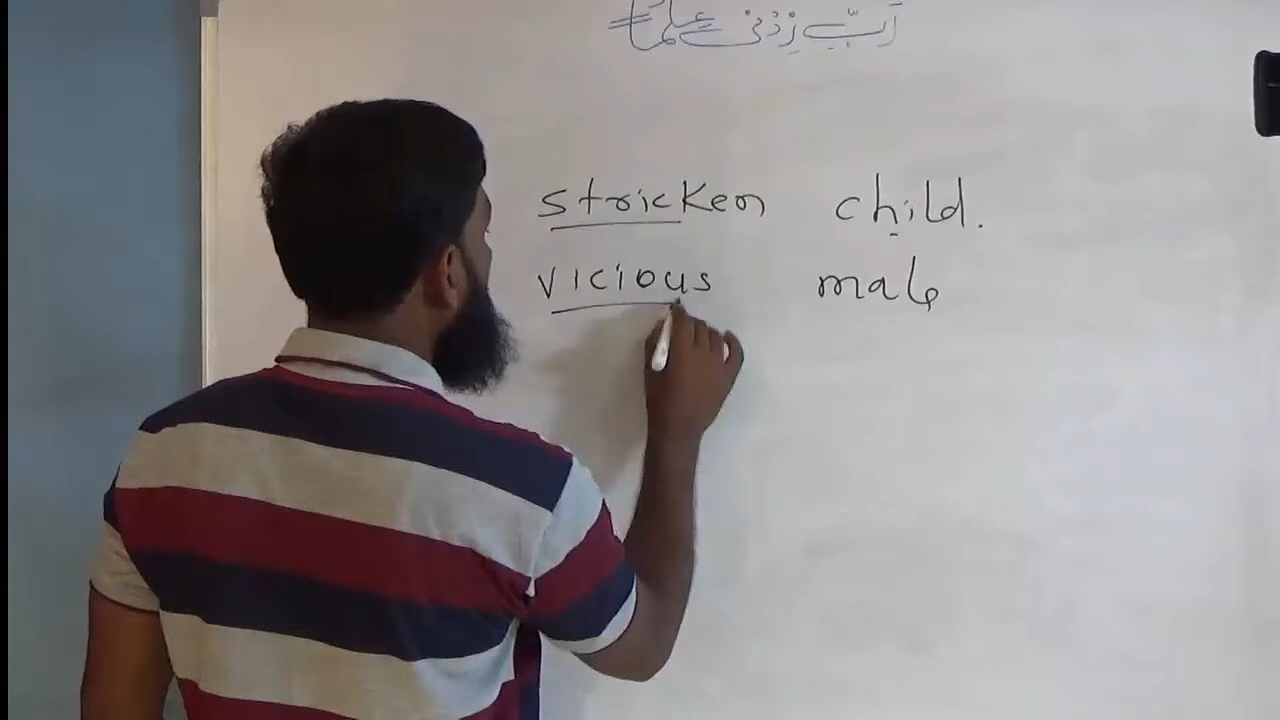 رَبِّ زِدْنِي عِلْمًا
stricken child.
vicious male